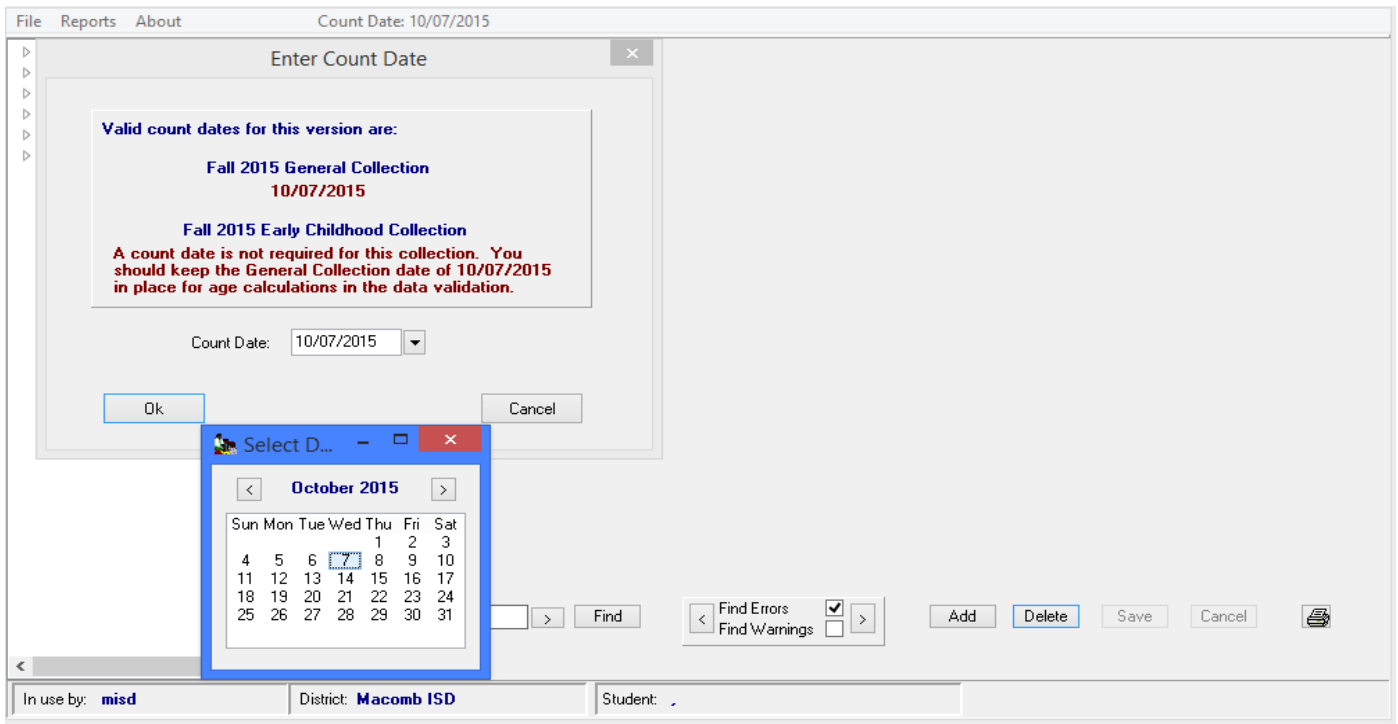 File Reports About Count Date: 10/07/2015
Enter Count Date
Valid count dates for this version are:
Fall 2015 General Collection
10/07/2015
Fall 2015 Early Childhood Collection
A count date is not required for this collection. You
should keep the General Collection date of 10/07/2015
in place for age calculations in the data validation.
Count Date: 10/07/2015
Ok Cancel
Select D...
< October 2015 >
Sun Mon Tue Wed Thu Fri Sat
1 2 3
4 5 6 7 8 9 10
11 12 13 14 15 16 17
18 19 20 21 22 23 24
25 26 27 28 29 30 31
> Find
< Find Errors >
Find Warnings
Add Delete Save Cancel
In use by: misd District: Macomb ISD Student: ,